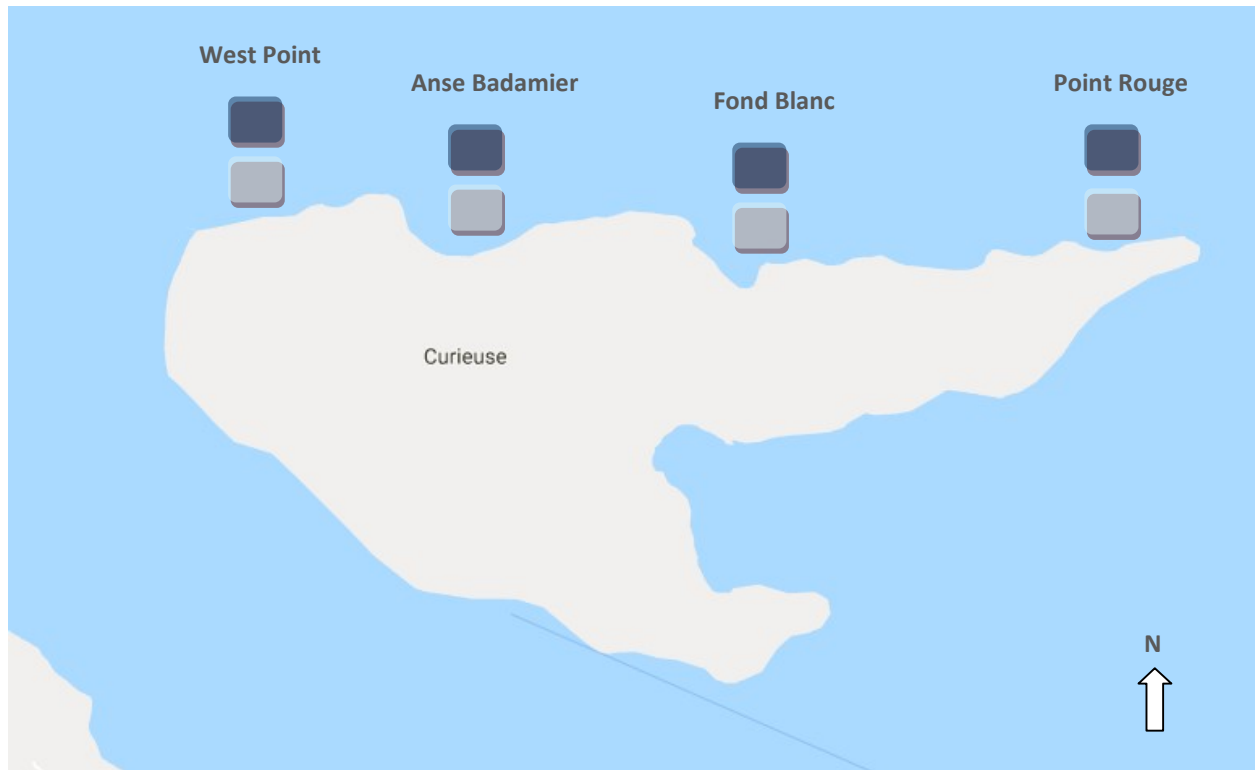 West Point
Anse Badamier
Fond Blanc
Point Rouge
Curieuse
N